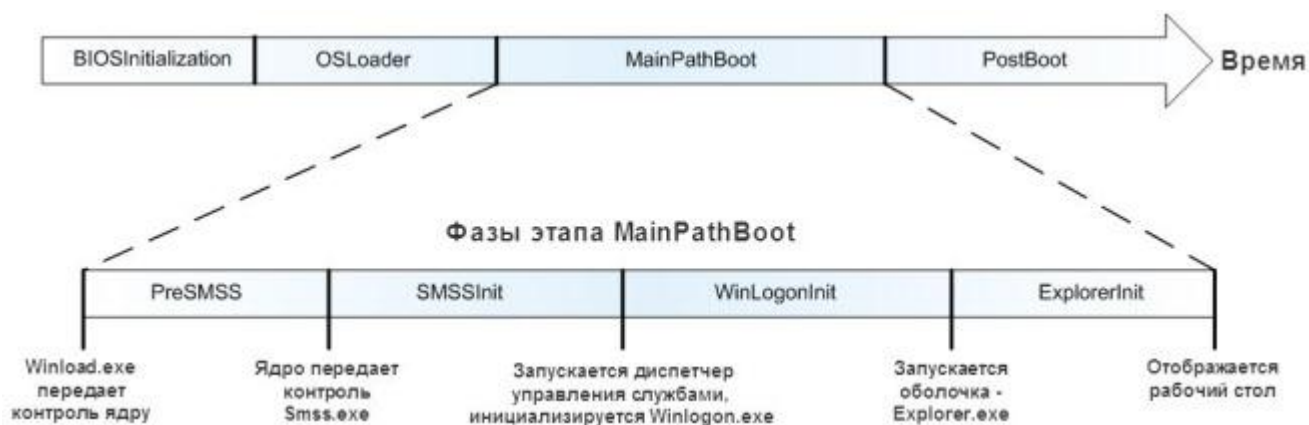 BIOSInitialization
OSLoader
MainPathBoot
PostBoot
Время
Фазы этапа MainPathBoot
PreSMSS
SMSSInit
WinLogonInit
ExplorerInit
Winload.exe
передает
контроль ядру
Ядро передает
контроль
Smss.exe
Запускается диспетчер
управления службами,
инициализируется Winlogon.exe
Запускается
оболочка -
Explorer.exe
Отображается
рабочий стол